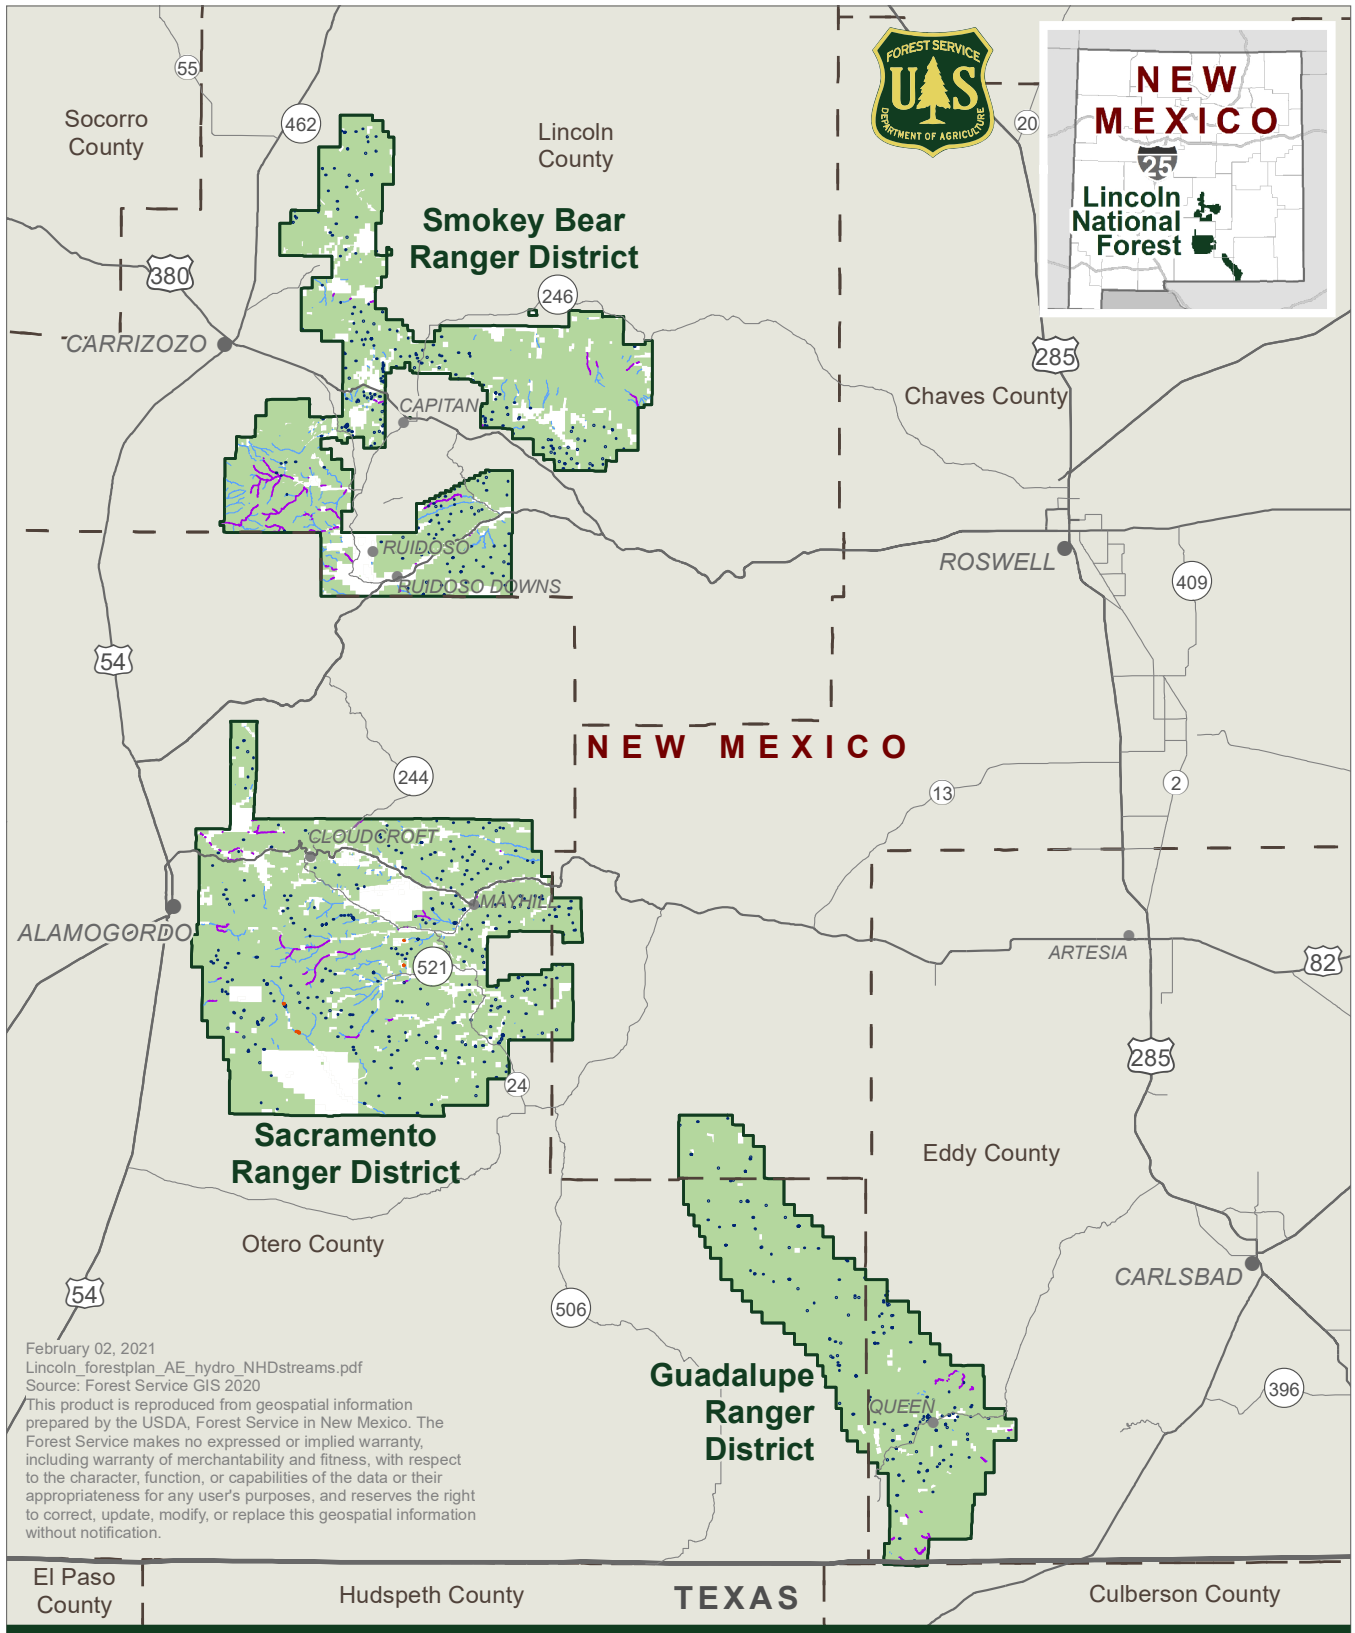 55
Socorro
County
462
Lincoln
County
FOREST SERVICE
U S
DEPARTMENT OF AGRICULTURE
20
NEW
MEXICO
25
Lincoln
National
Forest
Smokey Bear
Ranger District
380
246
CARRIZOZO
285
Chaves County
CAPITAN
ROSWELL
RUIDOSO
RUIDOSO DOWNS
409
54
NEW MEXICO
244
13
2
CLOUDCROFT
MAYHILL
ALAMOGORDO
521
ARTESIA
82
285
24
Sacramento
Ranger District
Eddy County
Otero County
CARLSBAD
54
506
Guadalupe
Ranger
District
396
QUEEN
February 02, 2021
Lincoln_forestplan_AE_hydro_NHDstreams.pdf
Source: Forest Service GIS 2020
This product is reproduced from geospatial information
prepared by the USDA, Forest Service in New Mexico. The
Forest Service makes no expressed or implied warranty,
including warranty of merchantability and fitness, with respect
to the character, function, or capabilities of the data or their
appropriateness for any user's purposes, and reserves the right
to correct, update, modify, or replace this geospatial information
without notification.
El Paso
County
Hudspeth County
TEXAS
Culberson County